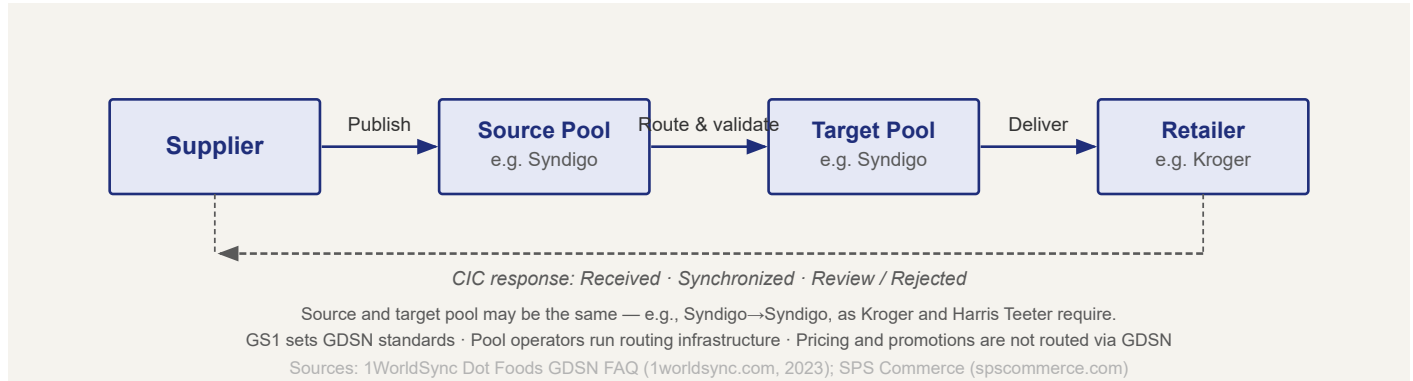 Supplier
Publish
Source Pool
e.g. Syndigo
Route & validate
Target Pool
e.g. Syndigo
Deliver
Retailer
e.g. Kroger
CIC response: Received · Synchronized · Review / Rejected
Source and target pool may be the same — e.g., Syndigo→Syndigo, as Kroger and Harris Teeter require.
GS1 sets GDSN standards · Pool operators run routing infrastructure · Pricing and promotions are not routed via GDSN
Sources: 1WorldSync Dot Foods GDSN FAQ (1worldsync.com, 2023); SPS Commerce (spscommerce.com)